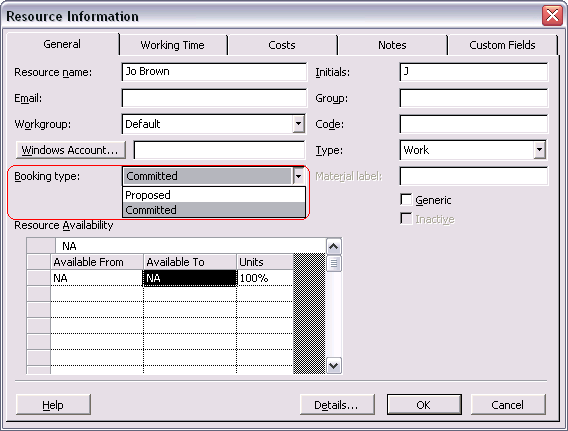 Resource Information
General Working Time Costs Notes Custom Fields
Resource name: Jo Brown Initials: J
Email: Group:
Workgroup: Default Code:
Windows Account... Type: Work
Booking type: Committed Material label:
Proposed Generic
Committed Inactive
Resource Availability
NA
Available From Available To Units
NA NA 100%
Help Details... OK Cancel